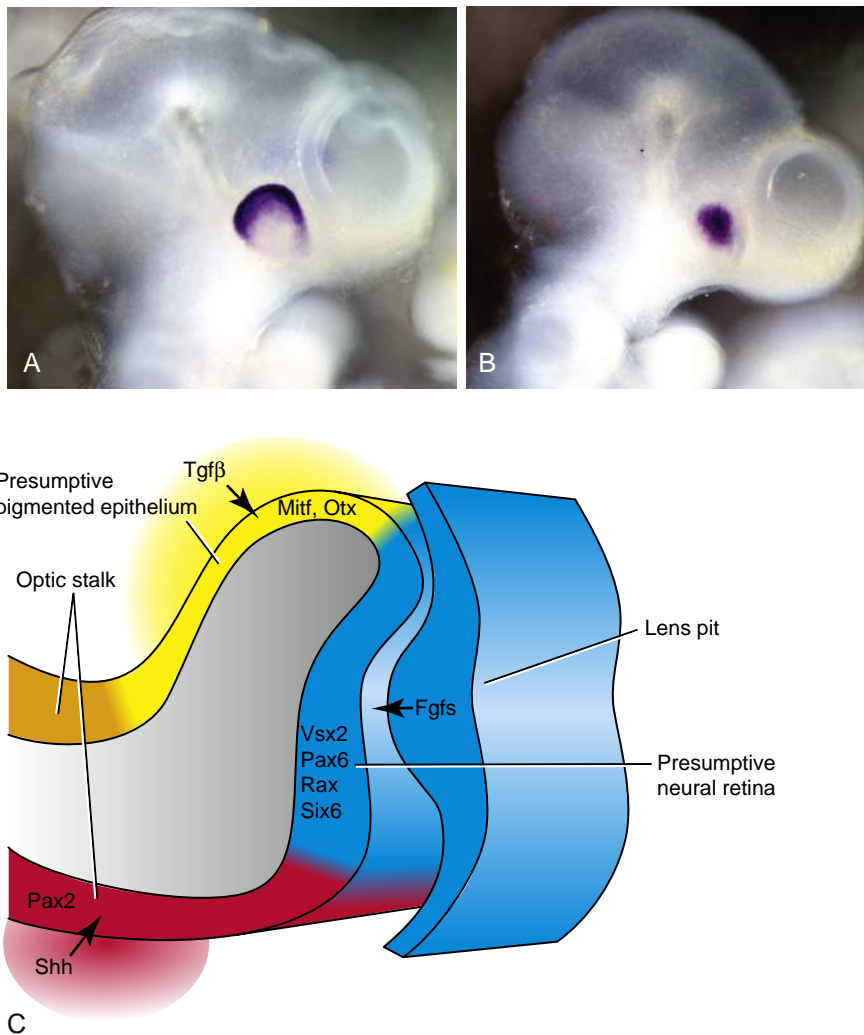 A
B
Tgfβ
Presumptive
pigmented epithelium
Mitf, Otx
Optic stalk
Lens pit
Fgfs
Vsx2
Pax6
Rax
Six6
Presumptive
neural retina
Pax2
Shh
C